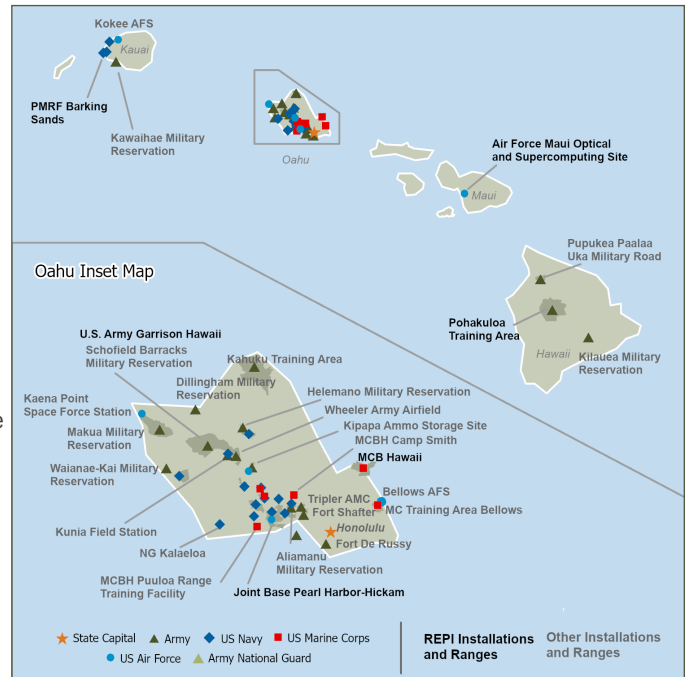 Kokee AFS
Kauai
PMRF Barking
Sands
Kawaihae Military
Reservation
Oahu
Air Force Maui Optical
and Supercomputing Site
Maui
Pupukea Paalaa
Uka Military Road
Pohakuloa
Training Area
Hawaii
Kilauea Military
Reservation
Oahu Inset Map
U.S. Army Garrison Hawaii
Schofield Barracks
Military Reservation
Kahuku Training Area
Dillingham Military
Reservation
Kaena Point
Space Force Station
Helemano Military Reservation
Wheeler Army Airfield
Makua Military
Reservation
Kipapa Ammo Storage Site
MCBH Camp Smith
MCB Hawaii
Waianae-Kai Military
Reservation
Bellows AFS
Tripler AMC
MC Training Area Bellows
Fort Shafter
Honolulu
Kunia Field Station
Fort De Russy
NG Kalaeloa
Aliamanu
Military Reservation
MCBH Puuloa Range
Training Facility
Joint Base Pearl Harbor-Hickam
State Capital
Army
US Navy
US Marine Corps
US Air Force
Army National Guard
REPI Installations
and Ranges
Other Installations
and Ranges
e